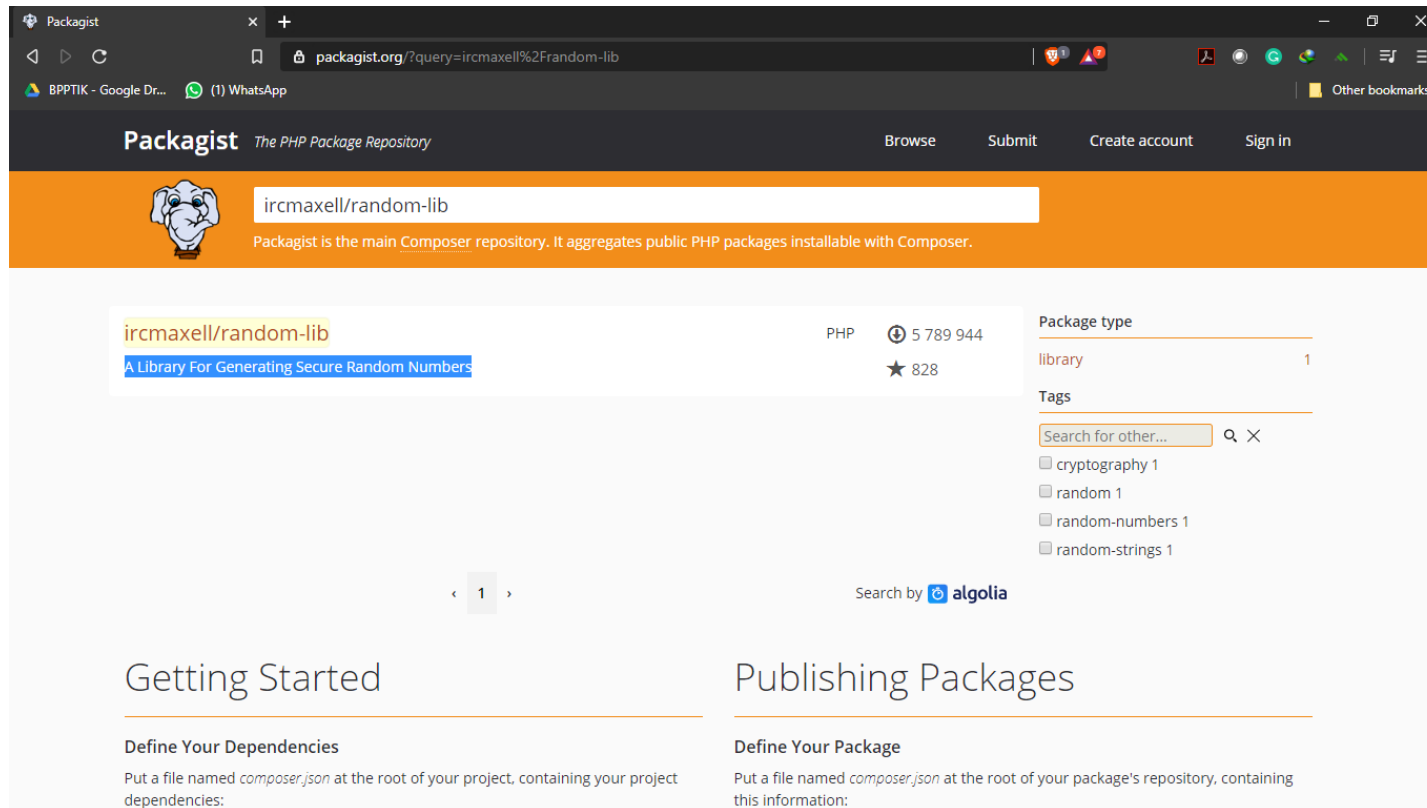 Packagist
packagist.org/?query=ircmaxell%2Frandom-lib
1
7
BPPTIK - Google Dr...
(1) WhatsApp
Other bookmarks
Packagist The PHP Package Repository
Browse Submit Create account Sign in
ircmaxell/random-lib
Packagist is the main Composer repository. It aggregates public PHP packages installable with Composer.
ircmaxell/random-lib
PHP
5 789 944
A Library For Generating Secure Random Numbers
828
Package type
library 1
Tags
Search for other...
cryptography 1
random 1
random-numbers 1
random-strings 1
‹ 1 ›
Search by algolia
Getting Started
Define Your Dependencies
Put a file named composer.json at the root of your project, containing your project
dependencies:
Publishing Packages
Define Your Package
Put a file named composer.json at the root of your package's repository, containing
this information: